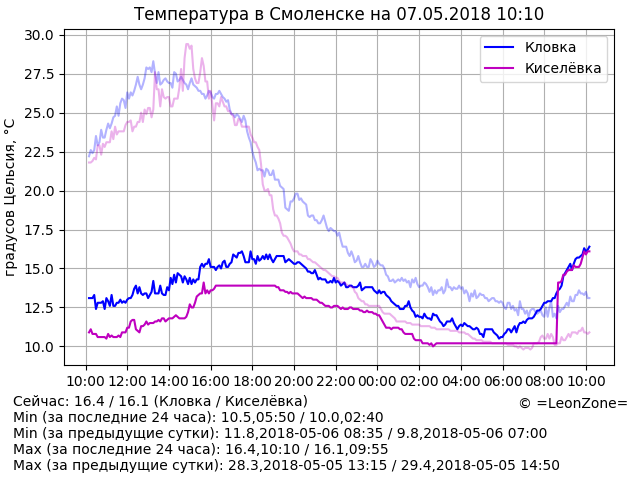 Температура в Смоленске на 07.05.2018 10:10
градусов Цельсия, °C
30.0
27.5
25.0
22.5
20.0
17.5
15.0
12.5
10.0
Кловка
Киселёвка
10:00 12:00 14:00 16:00 18:00 20:00 22:00 00:00 02:00 04:00 06:00 08:00 10:00
Сейчас: 16.4 / 16.1 (Кловка / Киселёвка)
© =LeonZone=
Min (за последние 24 часа): 10.5,05:50 / 10.0,02:40
Min (за предыдущие сутки): 11.8,2018-05-06 08:35 / 9.8,2018-05-06 07:00
Max (за последние 24 часа): 16.4,10:10 / 16.1,09:55
Max (за предыдущие сутки): 28.3,2018-05-05 13:15 / 29.4,2018-05-05 14:50